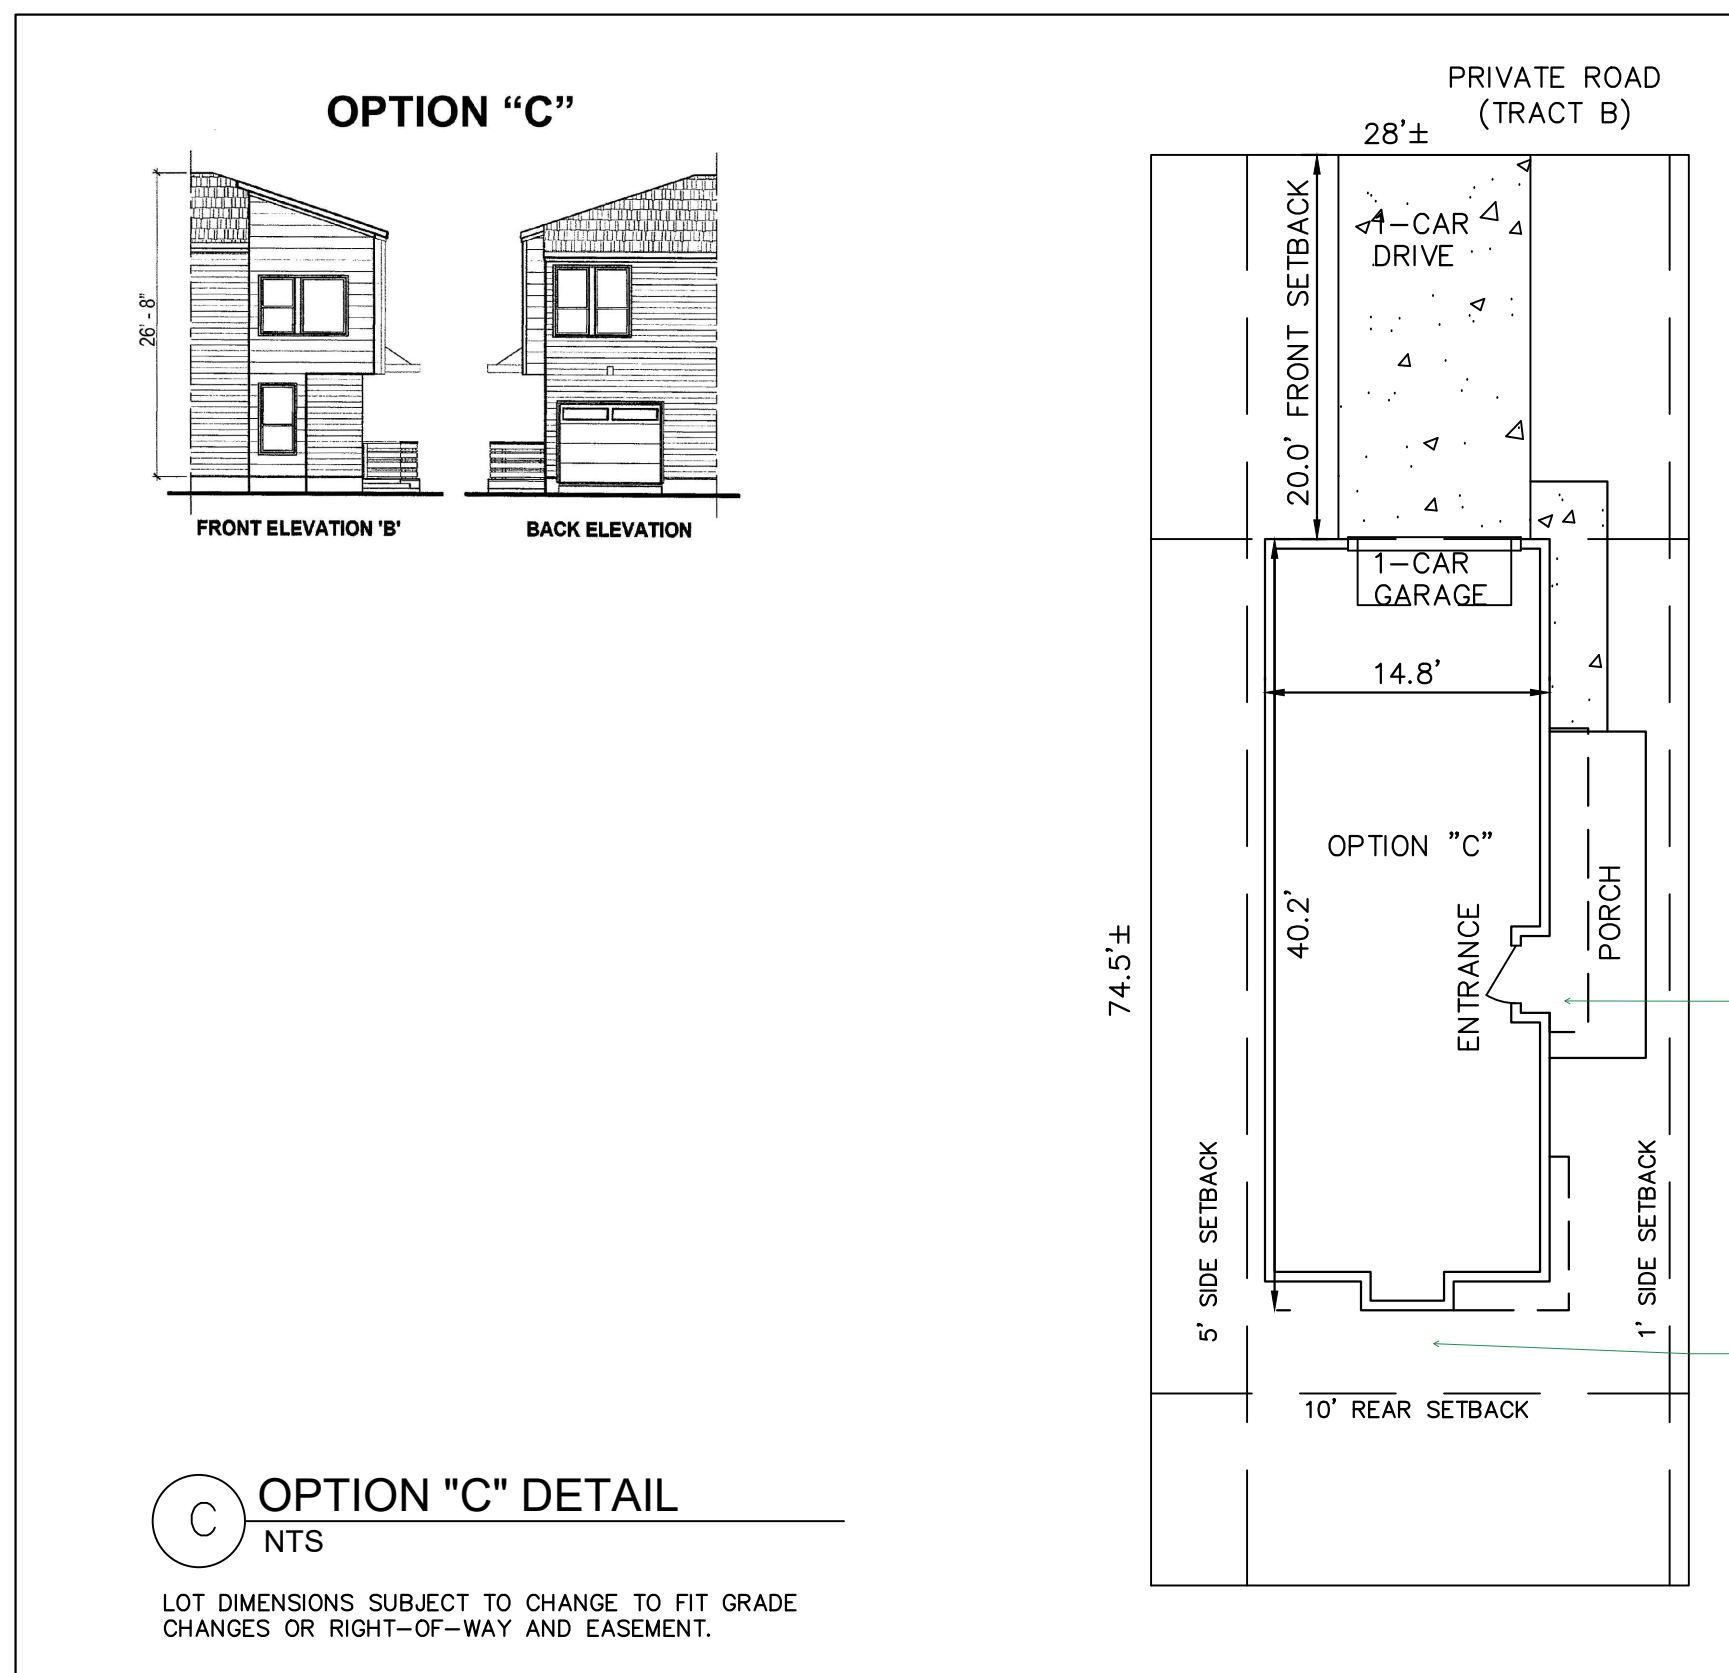 OPTION “C”
26' - 8"
FRONT ELEVATION 'B'
BACK ELEVATION
PRIVATE ROAD
(TRACT B)
28'±
20.0' FRONT SETBACK
1-CAR
DRIVE
1-CAR
GARAGE
14.8'
OPTION "C"
40.2'
ENTRANCE
PORCH
74.5'±
5' SIDE SETBACK
1' SIDE SETBACK
10' REAR SETBACK
C
OPTION "C" DETAIL
NTS
LOT DIMENSIONS SUBJECT TO CHANGE TO FIT GRADE
CHANGES OR RIGHT-OF-WAY AND EASEMENT.